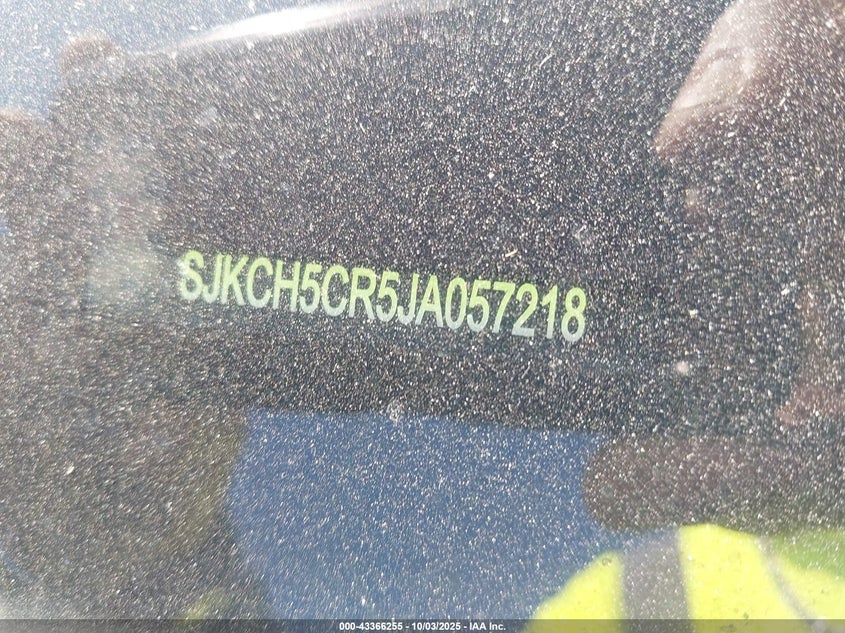 SJKCH5CR5JA057218
000-43366255 - 10/03/2025 - IAA Inc.